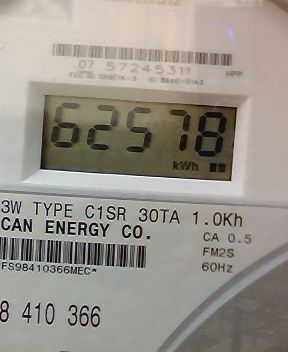 07 57245311 HPP
62578
kWh
3W TYPE C1SR 30TA 1.0Kh
CAN ENERGY CO.
CA 0.5
FM2S
*FS98410366MEC*
60Hz
8 410 366